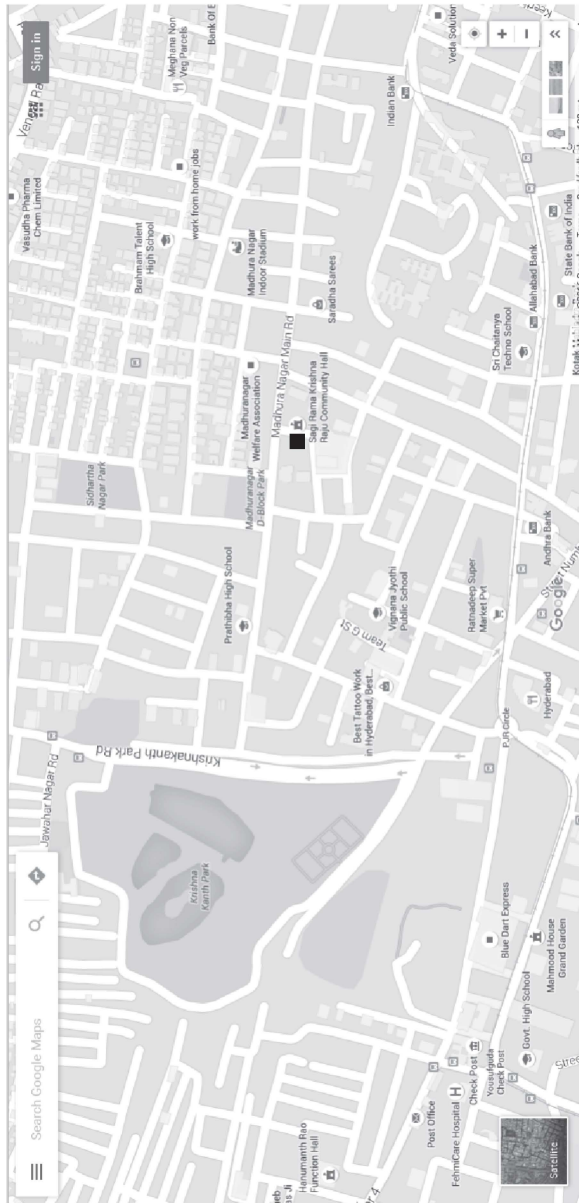 Search Google Maps
Jawahar Nagar Rd
Sidhartha
Nagar Park
Brahmam Talent
High School
Vasudha Pharma
Chem Limited
Sign in
Meghana Non
Veg Parcels
work from home jobs
Krishna
Kanth Park
Krishnakanth Park Rd
Prathibha High School
Madhuranagar
D-Block Park
Madhuranagar
Welfare Association
Madhura Nagar
Indoor Stadium
Madhura Nagar Main Rd
Sagi Rama Krishna
Raju Community Hall
Saradha Sarees
Hanumanth Rao
Function Hall
Best Tattoo Work
in Hyderabad, Best...
Team G St
Vignana Jyothi
Public School
Indian Bank
Veda Solution
Post Office
FehmiCare Hospital
Check Post
Yousufguda
Check Post
Govt. High School
Blue Dart Express
Mahmood House
Grand Garden
PJR Circle
Ratnadeep Super
Market Pvt
Hyderabad
Google
Andhra Bank
Sri Chaitanya
Techno School
Allahabad Bank
State Bank of India
Satellite